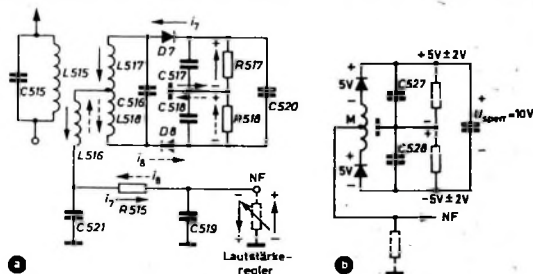 i7
D7
L515
L517
C517
R517
C515
C516
C518
C520
L518
R518
L516
D8
i8
i8
NF
i7
R515
C521
C519
Lautstärke-
regler
a
+5V±2V
5V
C527
M
Usperr=10V
C528
5V
-5V±2V
NF
b